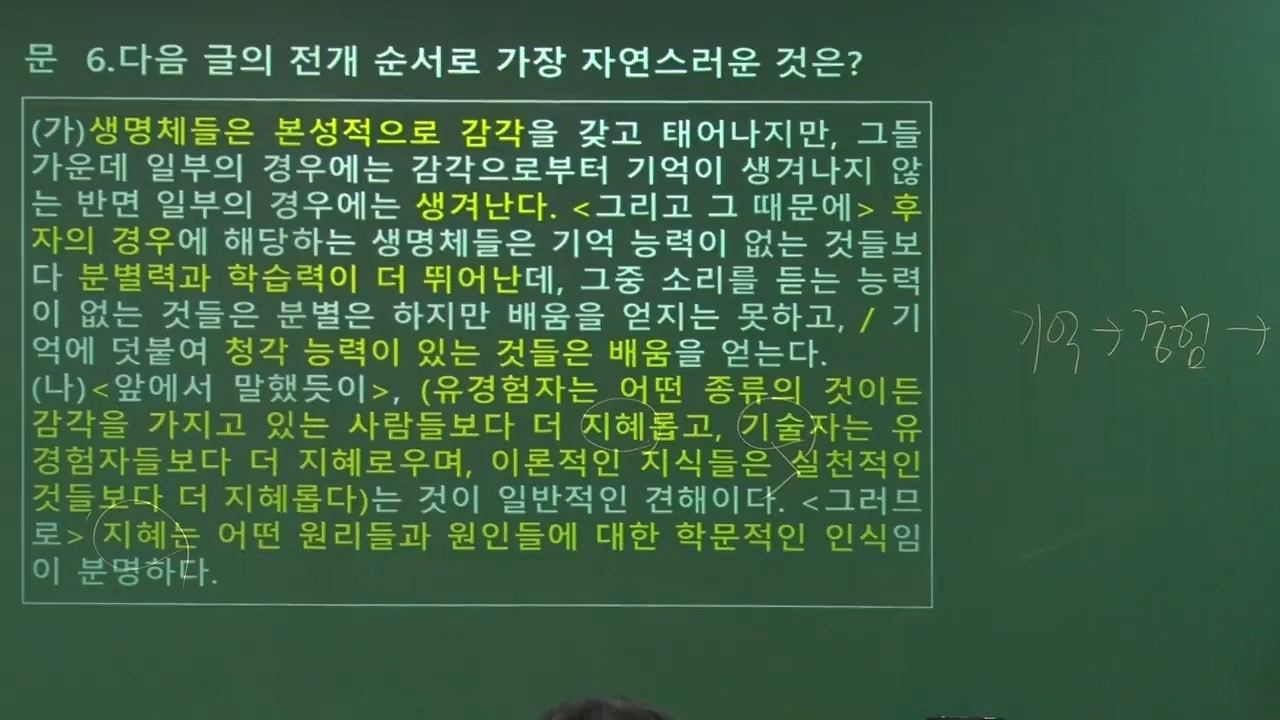 문 6.다음 글의 전개 순서로 가장 자연스러운 것은?
(가)생명체들은 본성적으로 감각을 갖고 태어나지만, 그들
가운데 일부의 경우에는 감각으로부터 기억이 생겨나지 않
는 반면 일부의 경우에는 생겨난다. <그리고 그 때문에> 후
자의 경우에 해당하는 생명체들은 기억 능력이 없는 것들보
다 분별력과 학습력이 더 뛰어난데, 그중 소리를 듣는 능력
이 없는 것들은 분별은 하지만 배움을 얻지는 못하고, / 기
억에 덧붙여 청각 능력이 있는 것들은 배움을 얻는다.
(나)<앞에서 말했듯이>, (유경험자는 어떤 종류의 것이든
감각을 가지고 있는 사람들보다 더 지혜롭고, 기술자는 유
경험자들보다 더 지혜로우며, 이론적인 지식들은 실천적인
것들보다 더 지혜롭다)는 것이 일반적인 견해이다. <그러므
로> 지혜는 어떤 원리들과 원인들에 대한 학문적인 인식임
이 분명하다.
기억→경험→